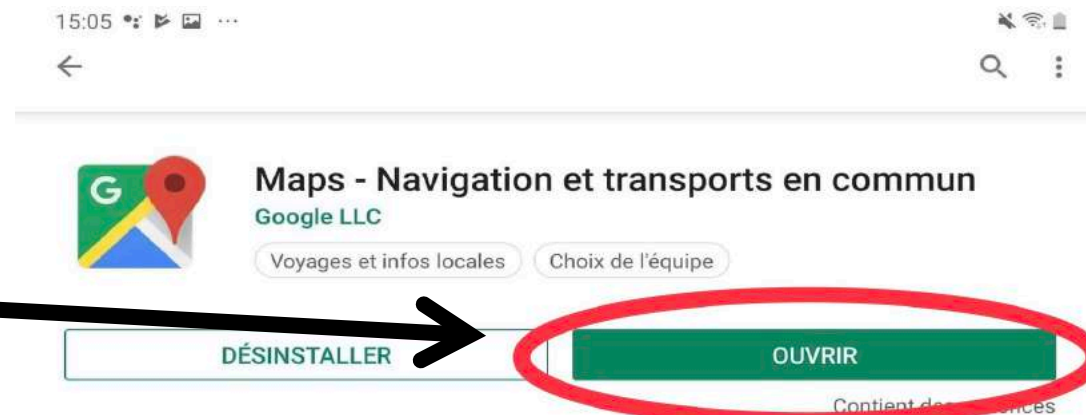 15:05
Maps - Navigation et transports en commun
Google LLC
Voyages et infos locales Choix de l'équipe
DÉSINSTALLER OUVRIR
Contient
G